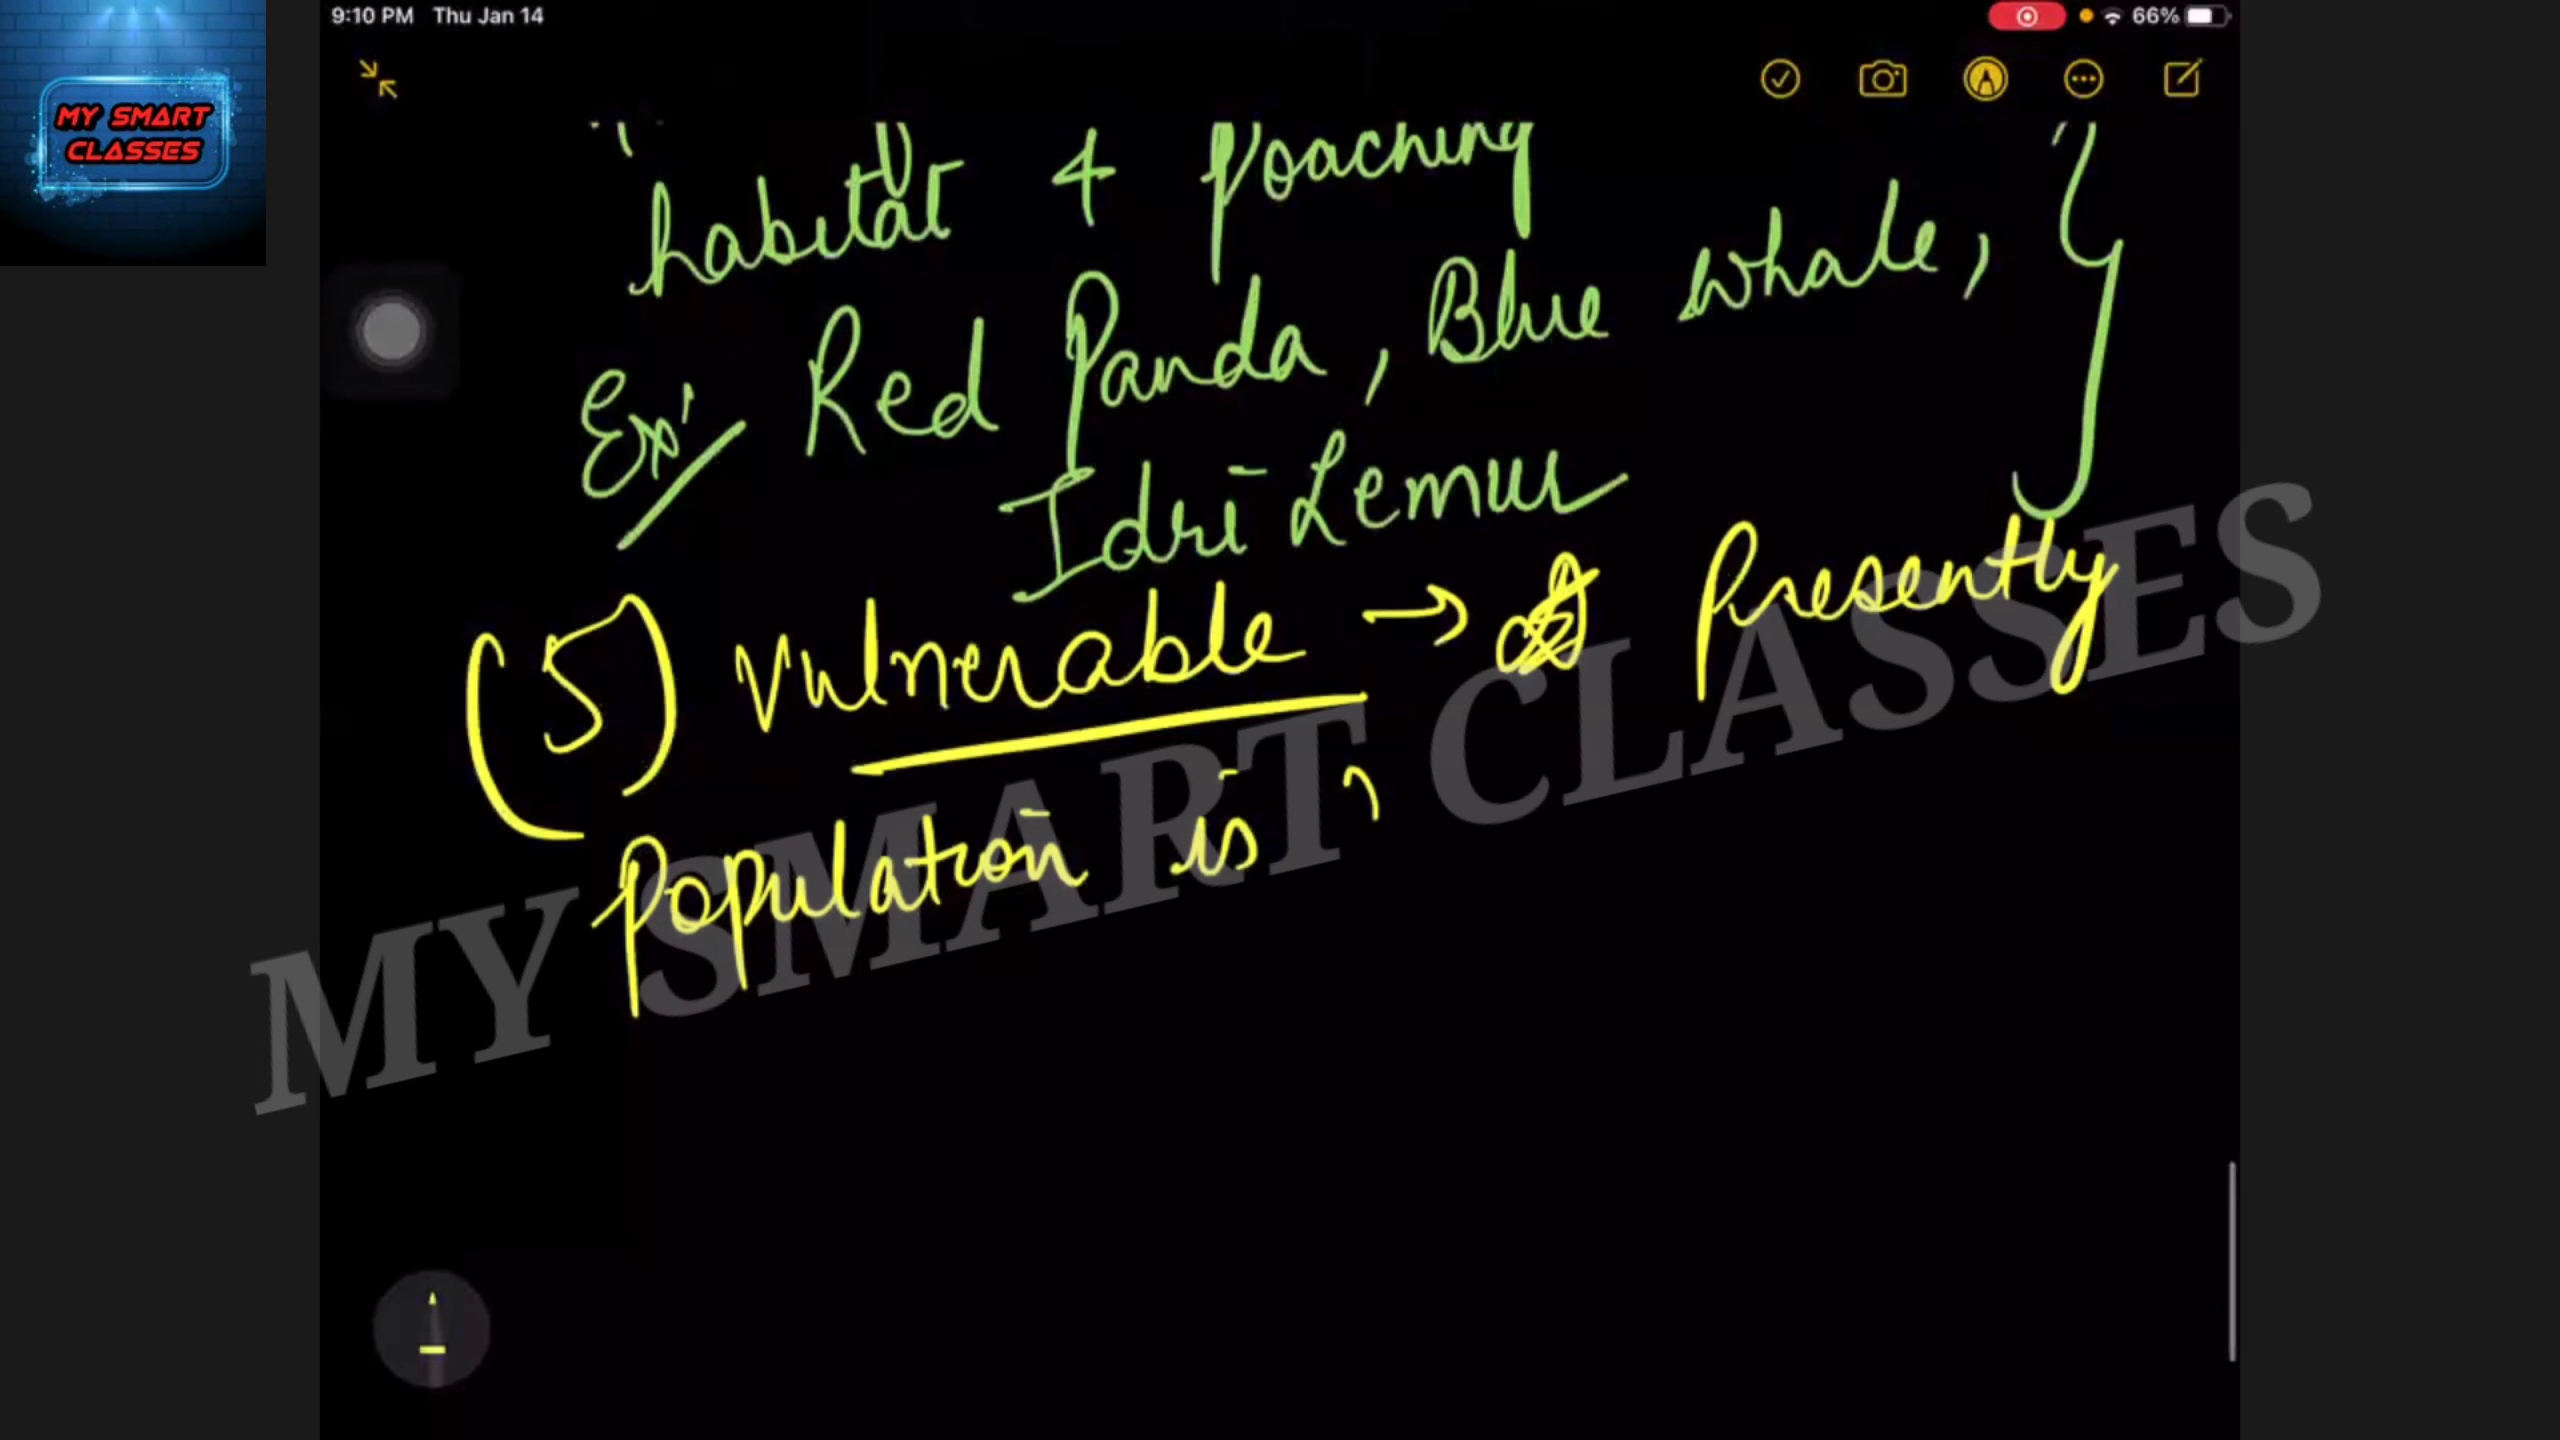 9:10 PM Thu Jan 14
66%
MY SMART
CLASSES
habitat & Poaching
Ex! Red Panda, Blue whale,
Idri Lemur
(5) Vulnerable → Presently
Population is
MY SMART CLASSES